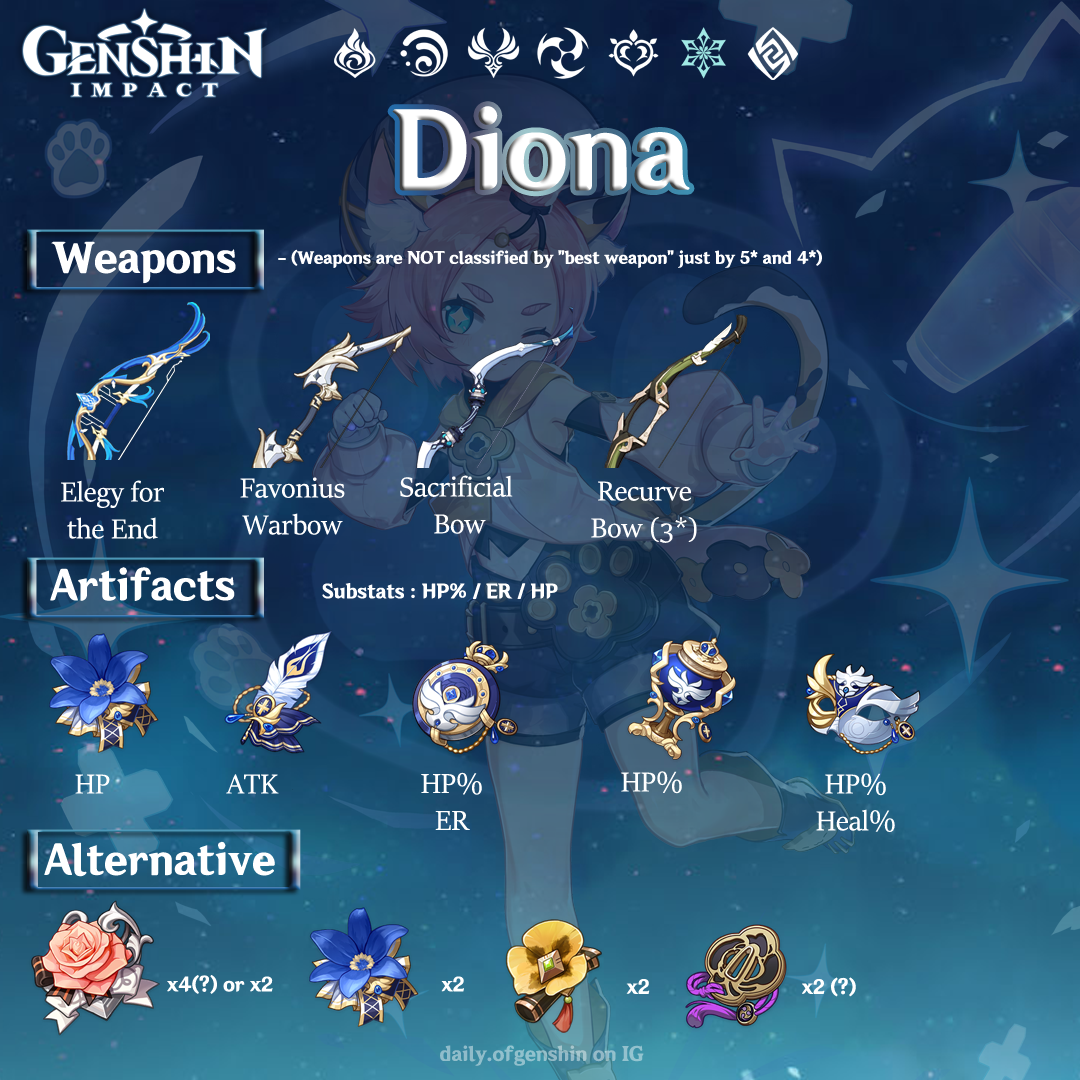 GENSHIN
IMPACT
Diona
Weapons
- (Weapons are NOT classified by "best weapon" just by 5* and 4*)
Elegy for
the End
Favonius
Warbow
Sacrificial
Bow
Recurve
Bow (3*)
Artifacts
Substats : HP% / ER / HP
HP
ATK
HP%
ER
HP%
HP%
Heal%
Alternative
x4(?) or x2
x2
x2
x2 (?)
daily.ofgenshin on IG